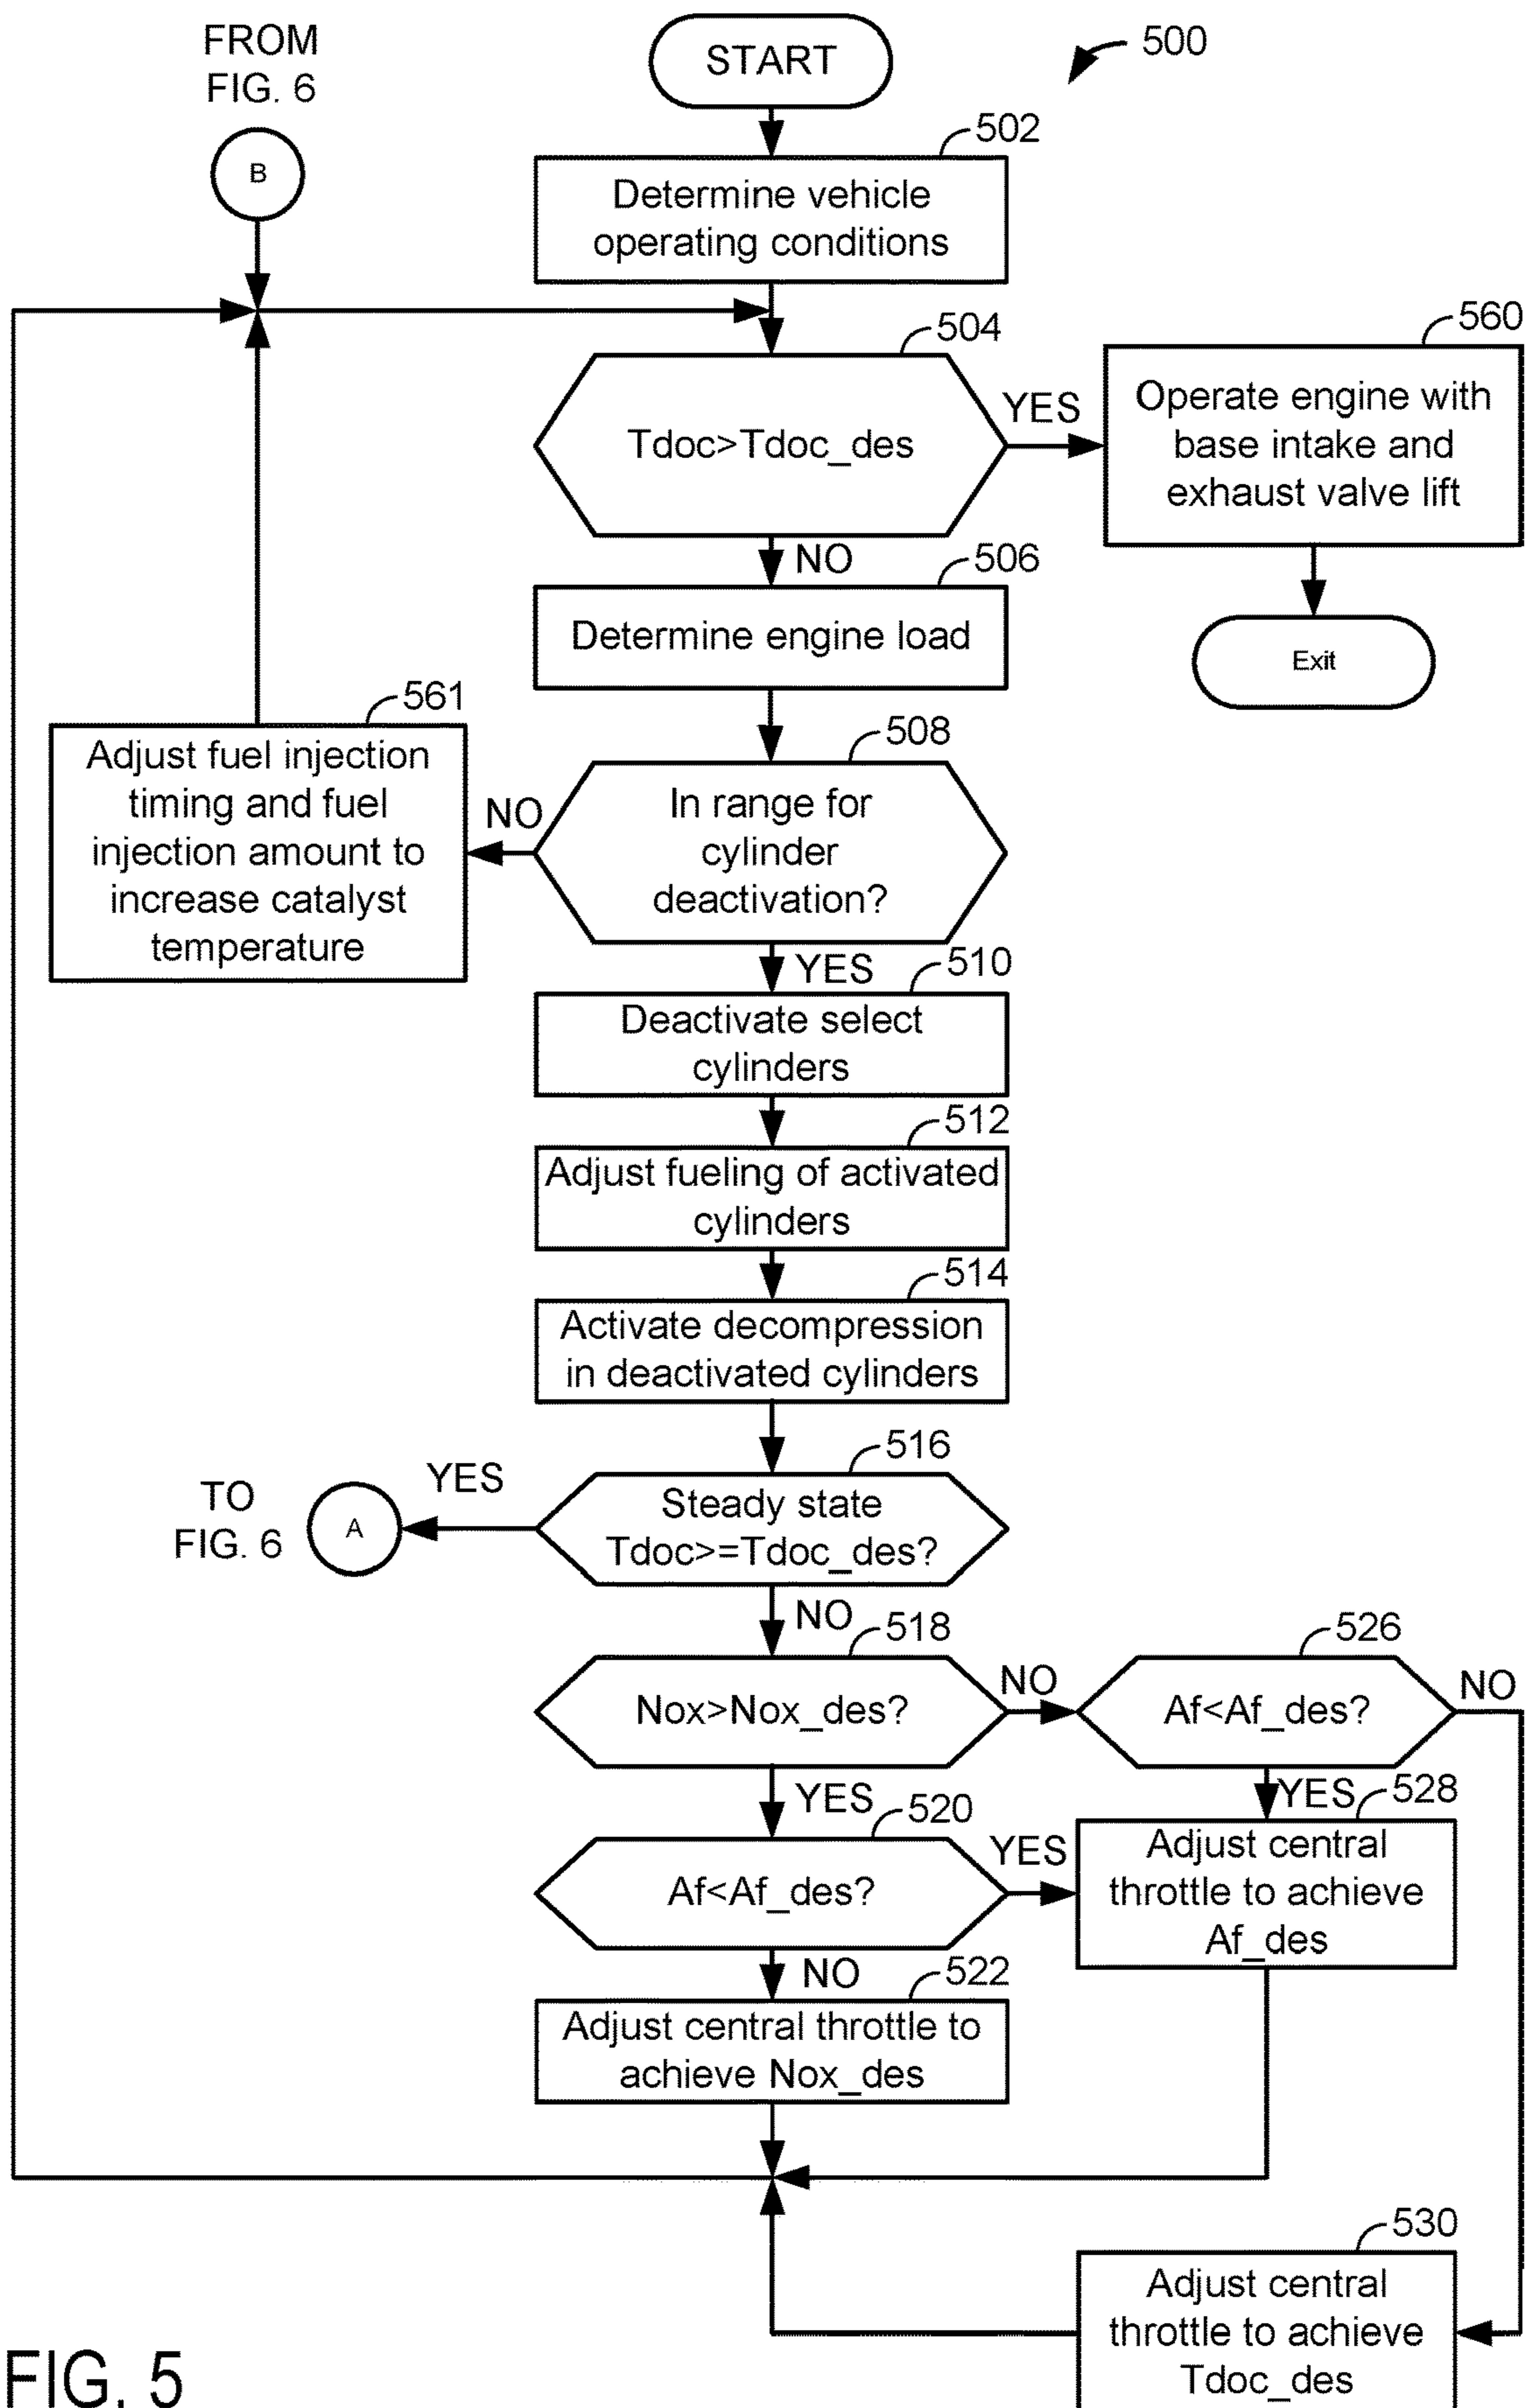 FROM
FIG. 6
B
START
500
502
Determine vehicle
operating conditions
504
Tdoc>Tdoc_des
YES
560
Operate engine with
base intake and
exhaust valve lift
Exit
NO
506
Determine engine load
508
In range for
cylinder
deactivation?
NO
561
Adjust fuel injection
timing and fuel
injection amount to
increase catalyst
temperature
YES
510
Deactivate select
cylinders
512
Adjust fueling of activated
cylinders
514
Activate decompression
in deactivated cylinders
516
Steady state
Tdoc>=Tdoc_des?
YES
A
TO
FIG. 6
NO
518
Nox>Nox_des?
NO
526
Af<Af_des?
NO
YES
520
Af<Af_des?
YES
YES
528
Adjust central
throttle to achieve
Af_des
NO
522
Adjust central throttle to
achieve Nox_des
530
Adjust central
throttle to achieve
Tdoc_des
FIG. 5